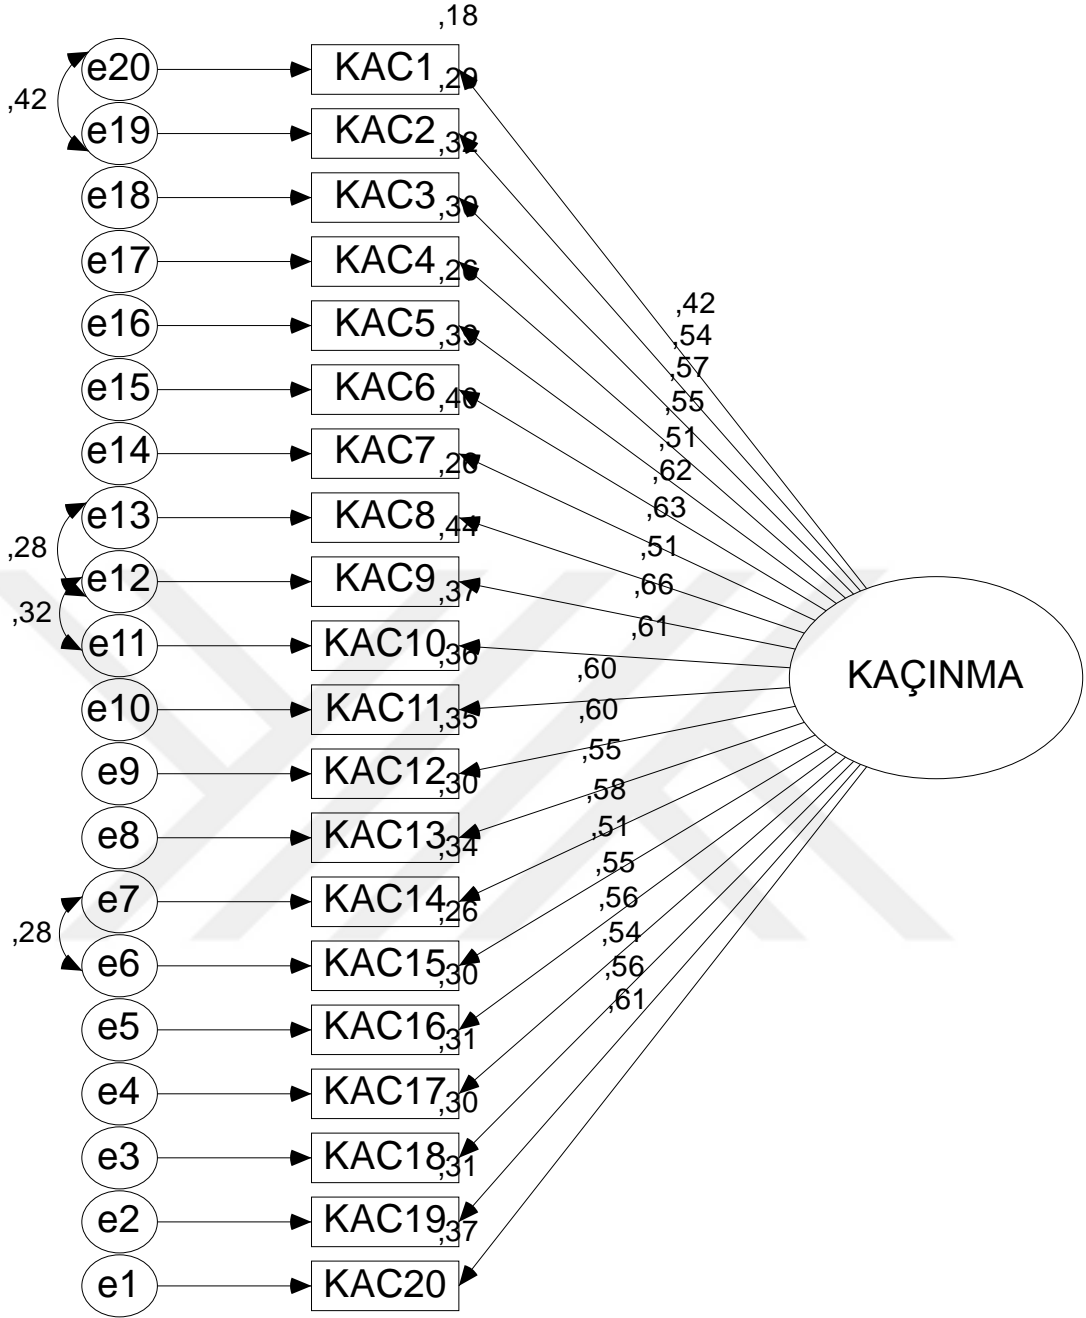 ,18
e20 KAC1 ,29
,42
e19 KAC2 ,32
e18 KAC3 ,30
e17 KAC4 ,26
e16 KAC5 ,39
e15 KAC6 ,40
e14 KAC7 ,26
e13 KAC8 ,44
,28
e12 KAC9 ,37
,32
e11 KAC10 ,36
e10 KAC11 ,35
e9 KAC12 ,30
e8 KAC13 ,34
e7 KAC14 ,26
,28
e6 KAC15 ,30
e5 KAC16 ,31
e4 KAC17 ,30
e3 KAC18 ,31
e2 KAC19 ,37
e1 KAC20
,42
,54
,57
,55
,51
,62
,63
,51
,66
,61
,60
,60
,55
,58
,51
,55
,56
,54
,56
,61
KAÇINMA